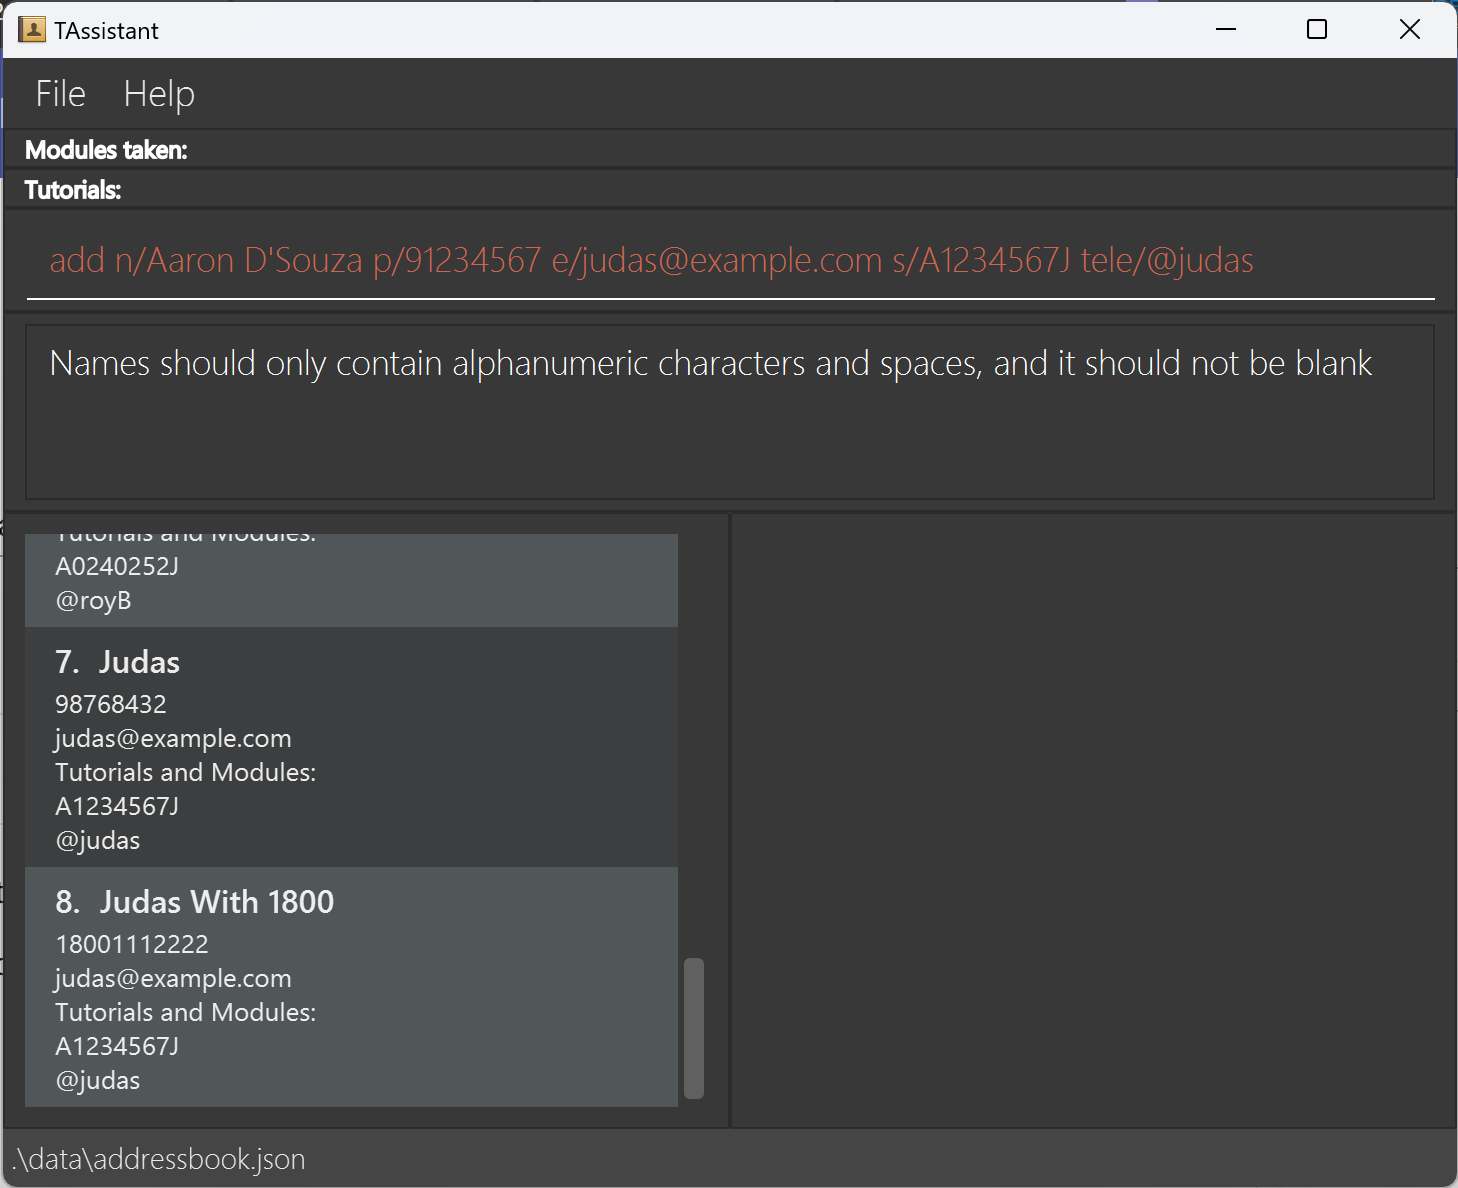 TAssistant
File Help
Modules taken:
Tutorials:
add n/Aaron D'Souza p/91234567 e/judas@example.com s/A1234567J tele/@judas
Names should only contain alphanumeric characters and spaces, and it should not be blank
Tutorials and Modules:
A0240252J
@royB
7. Judas
98768432
judas@example.com
Tutorials and Modules:
A1234567J
@judas
8. Judas With 1800
18001112222
judas@example.com
Tutorials and Modules:
A1234567J
@judas
.\data\addressbook.json